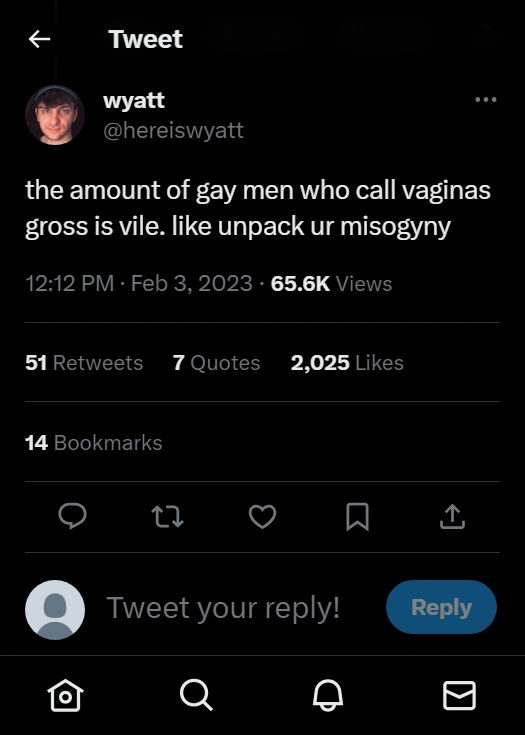 Tweet
wyatt
@hereiswyatt
the amount of gay men who call vaginas
gross is vile. like unpack ur misogyny
12:12 PM · Feb 3, 2023 · 65.6K Views
51 Retweets 7 Quotes 2,025 Likes
14 Bookmarks
Tweet your reply!
Reply